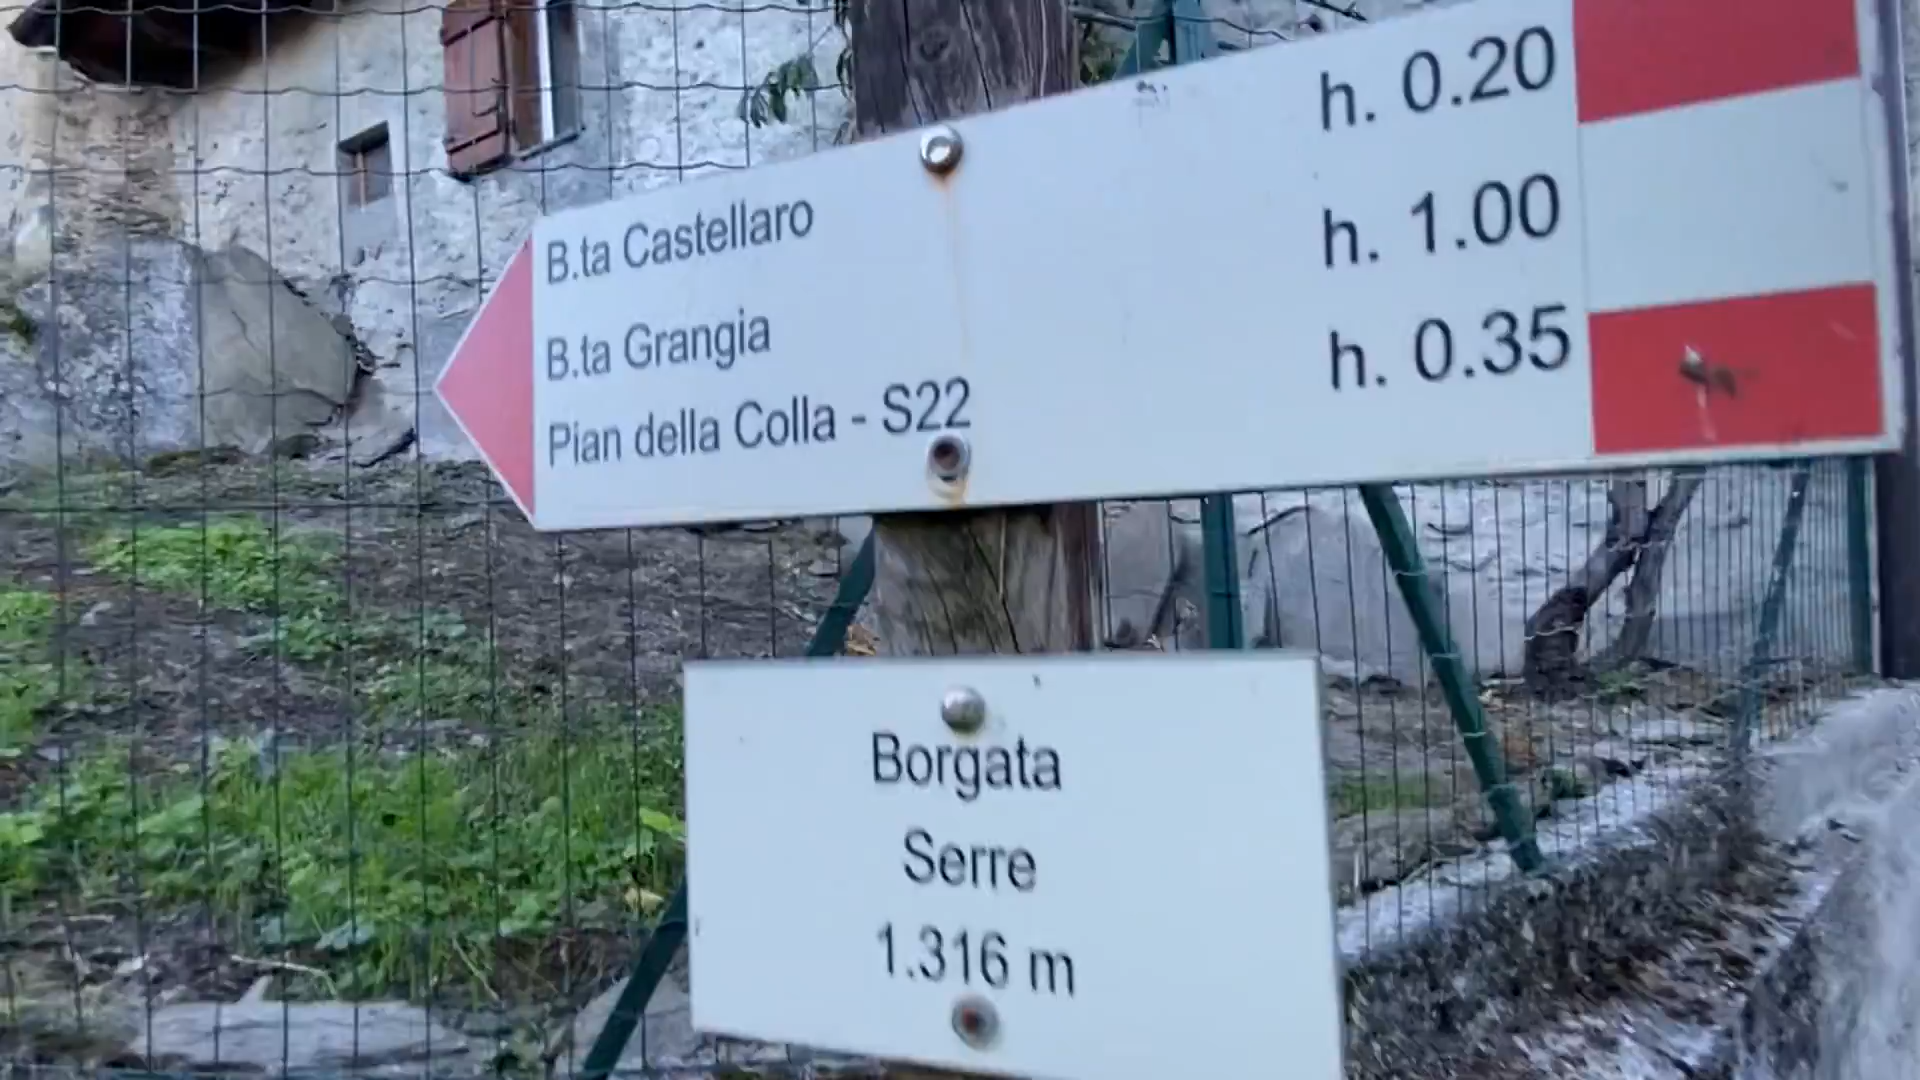 B.ta Castellaro h. 0.20
B.ta Grangia h. 1.00
Pian della Colla - S22 h. 0.35
Borgata
Serre
1.316 m